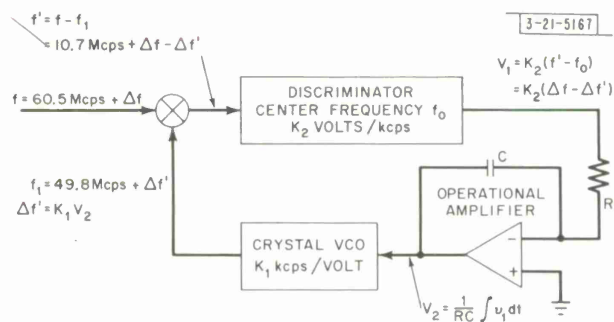 f' = f - f₁
= 10.7 Mcps + Δf - Δf'
3-21-5167
V₁ = K₂(f' - f₀)
= K₂(Δf - Δf')
f = 60.5 Mcps + Δf
DISCRIMINATOR
CENTER FREQUENCY f₀
K₂ VOLTS/kcps
C
R
f₁ = 49.8 Mcps + Δf'
Δf' = K₁ V₂
OPERATIONAL
AMPLIFIER
-
+
CRYSTAL VCO
K₁ kcps/VOLT
V₂ = 1/RC ∫ υ₁ dt